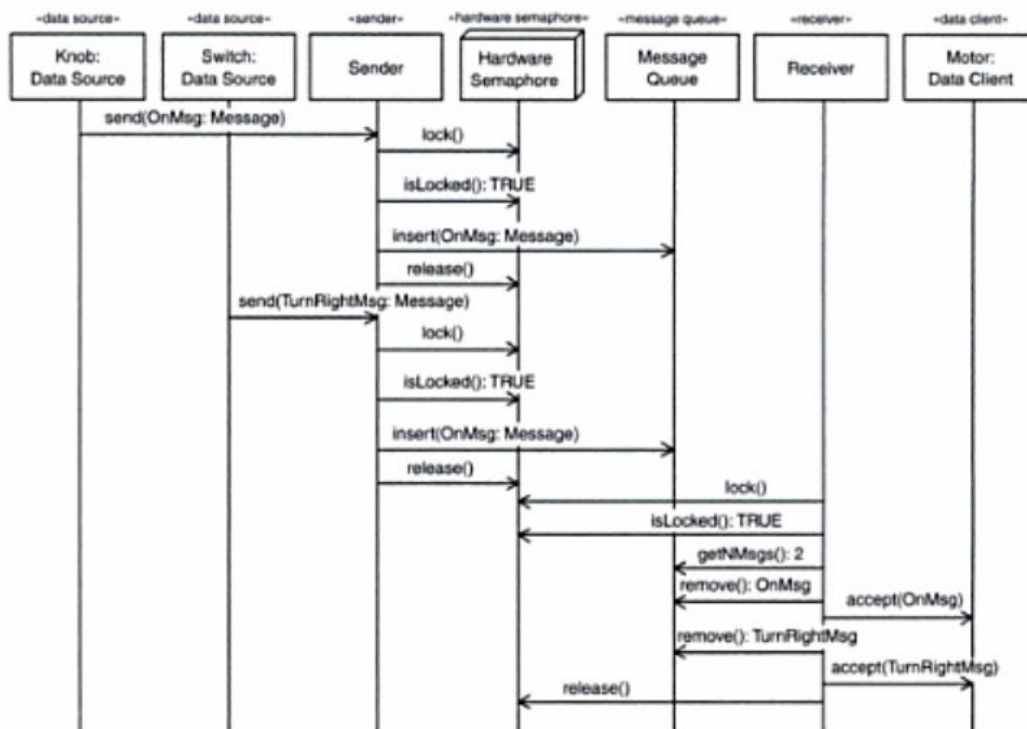 «data source»
«data source»
«sender»
«hardware semaphore»
«message queue»
«receiver»
«data client»
Knob:
Data Source
Switch:
Data Source
Sender
Hardware
Semaphore
Message
Queue
Receiver
Motor:
Data Client
send(OnMsg: Message)
lock()
isLocked(): TRUE
insert(OnMsg: Message)
release()
send(TurnRightMsg: Message)
lock()
isLocked(): TRUE
insert(OnMsg: Message)
release()
lock()
isLocked(): TRUE
getNMsgs(): 2
remove(): OnMsg
accept(OnMsg)
remove(): TurnRightMsg
accept(TurnRightMsg)
release()